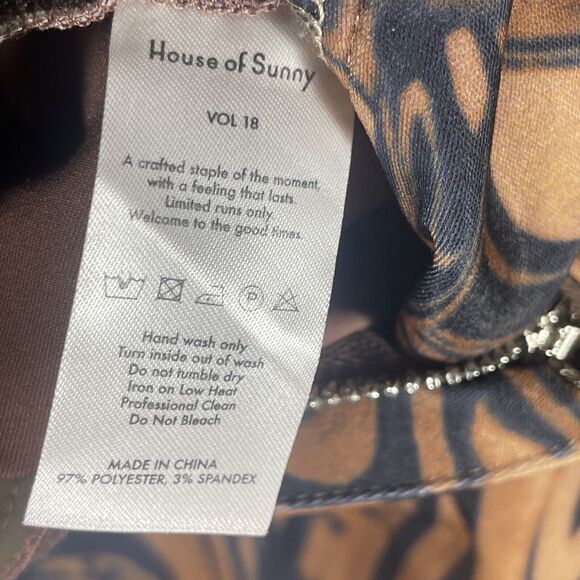 House of Sunny
VOL 18
A crafted staple of the moment,
with a feeling that lasts.
Limited runs only
Welcome to the good times.
P
Hand wash only
Turn inside out of wash
Do not tumble dry
Iron on Low Heat
Professional Clean
Do Not Bleach
MADE IN CHINA
97% POLYESTER, 3% SPANDEX